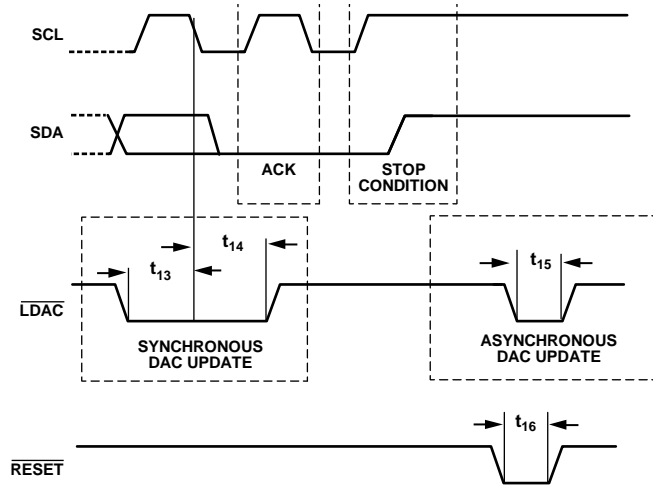 SCL
SDA
ACK
STOP
CONDITION
t14
t13
t15
LDAC
SYNCHRONOUS
DAC UPDATE
ASYNCHRONOUS
DAC UPDATE
t16
RESET